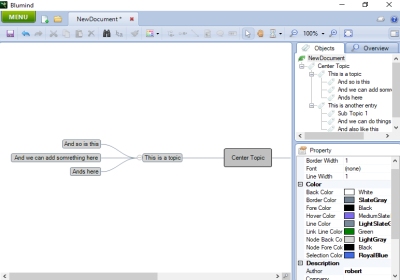 Blumind
MENU
NewDocument *
100%
Objects
Overview
NewDocument
Center Topic
This is a topic
And so is this
And we can add somr
Ands here
This is another entry
Sub Topic 1
And we can do things
And also like this
And so is this
And we can add somrething here
Ands here
This is a topic
Center Topic
Property
Border Width 1
Font (none)
Line Width 1
Color
Back Color White
Border Color SlateGray
Fore Color Black
Hover Color MediumSlate
Line Color LightSlateG
Link Line Color Green
Node Back Co LightGray
Node Fore Col Black
Selection Color RoyalBlue
Description
Author robert
Company